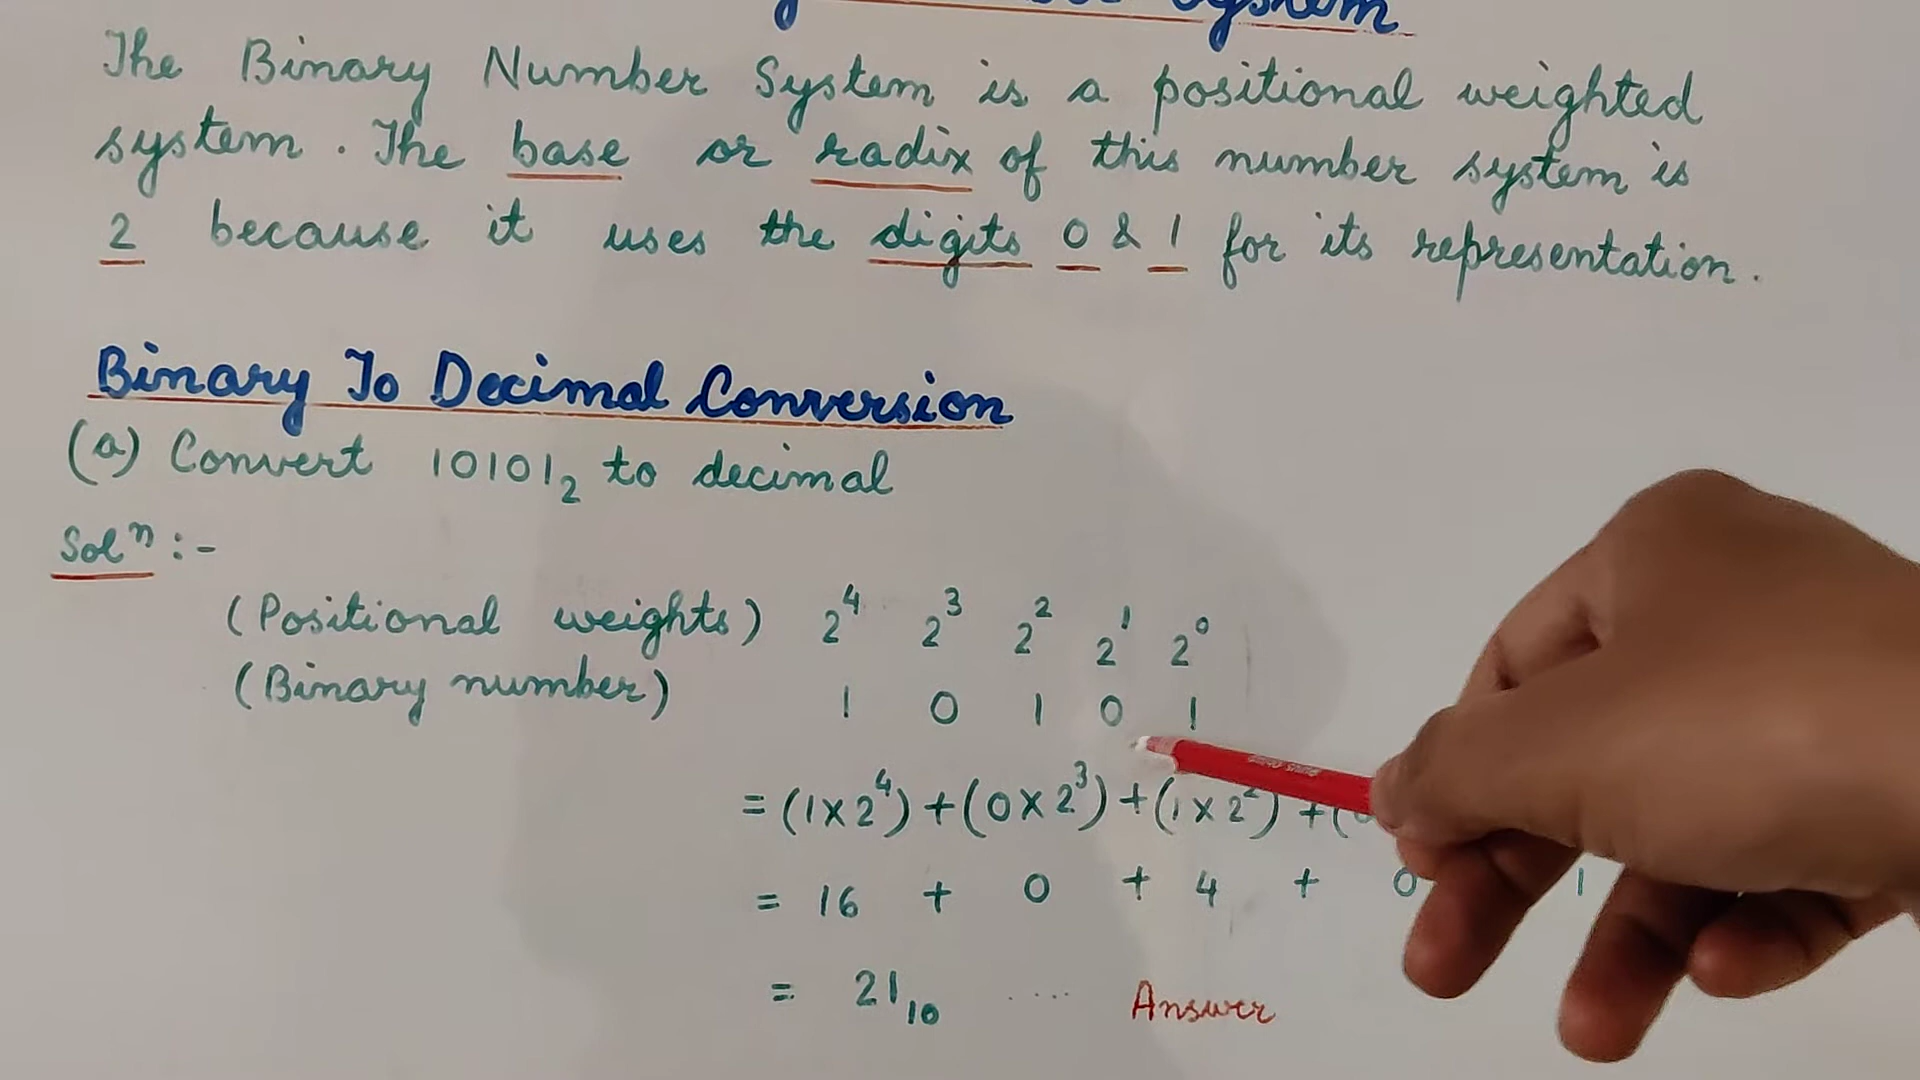 System
The Binary Number System is a positional weighted
system. The base or radix of this number system is
2 because it uses the digits 0 & 1 for its representation.
Binary To Decimal Conversion
(a) Convert 10101₂ to decimal
Solⁿ :-
(Positional weights) 2⁴ 2³ 2² 2¹ 2⁰
(Binary number) 1 0 1 0 1
= (1×2⁴) + (0×2³) + (1×2²) + (
= 16 + 0 + 4 + 0 1
= 21₁₀ .... Answer